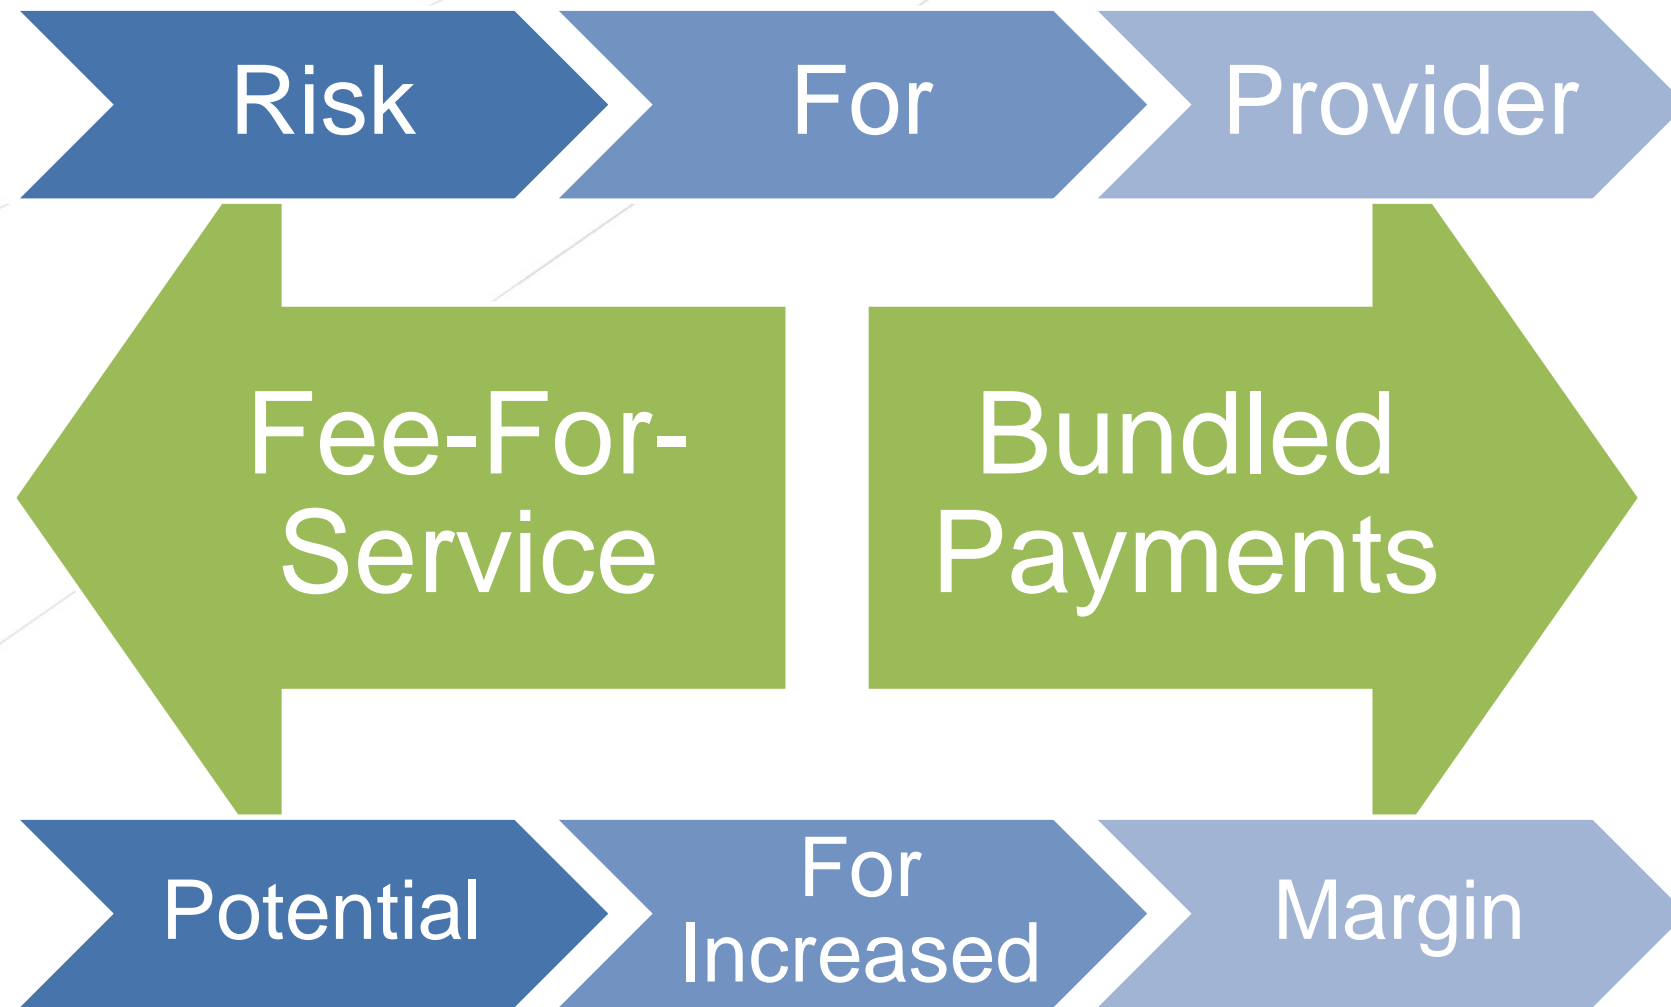 Risk
For
Provider
Fee-For-
Service
Bundled
Payments
Potential
For
Increased
Margin